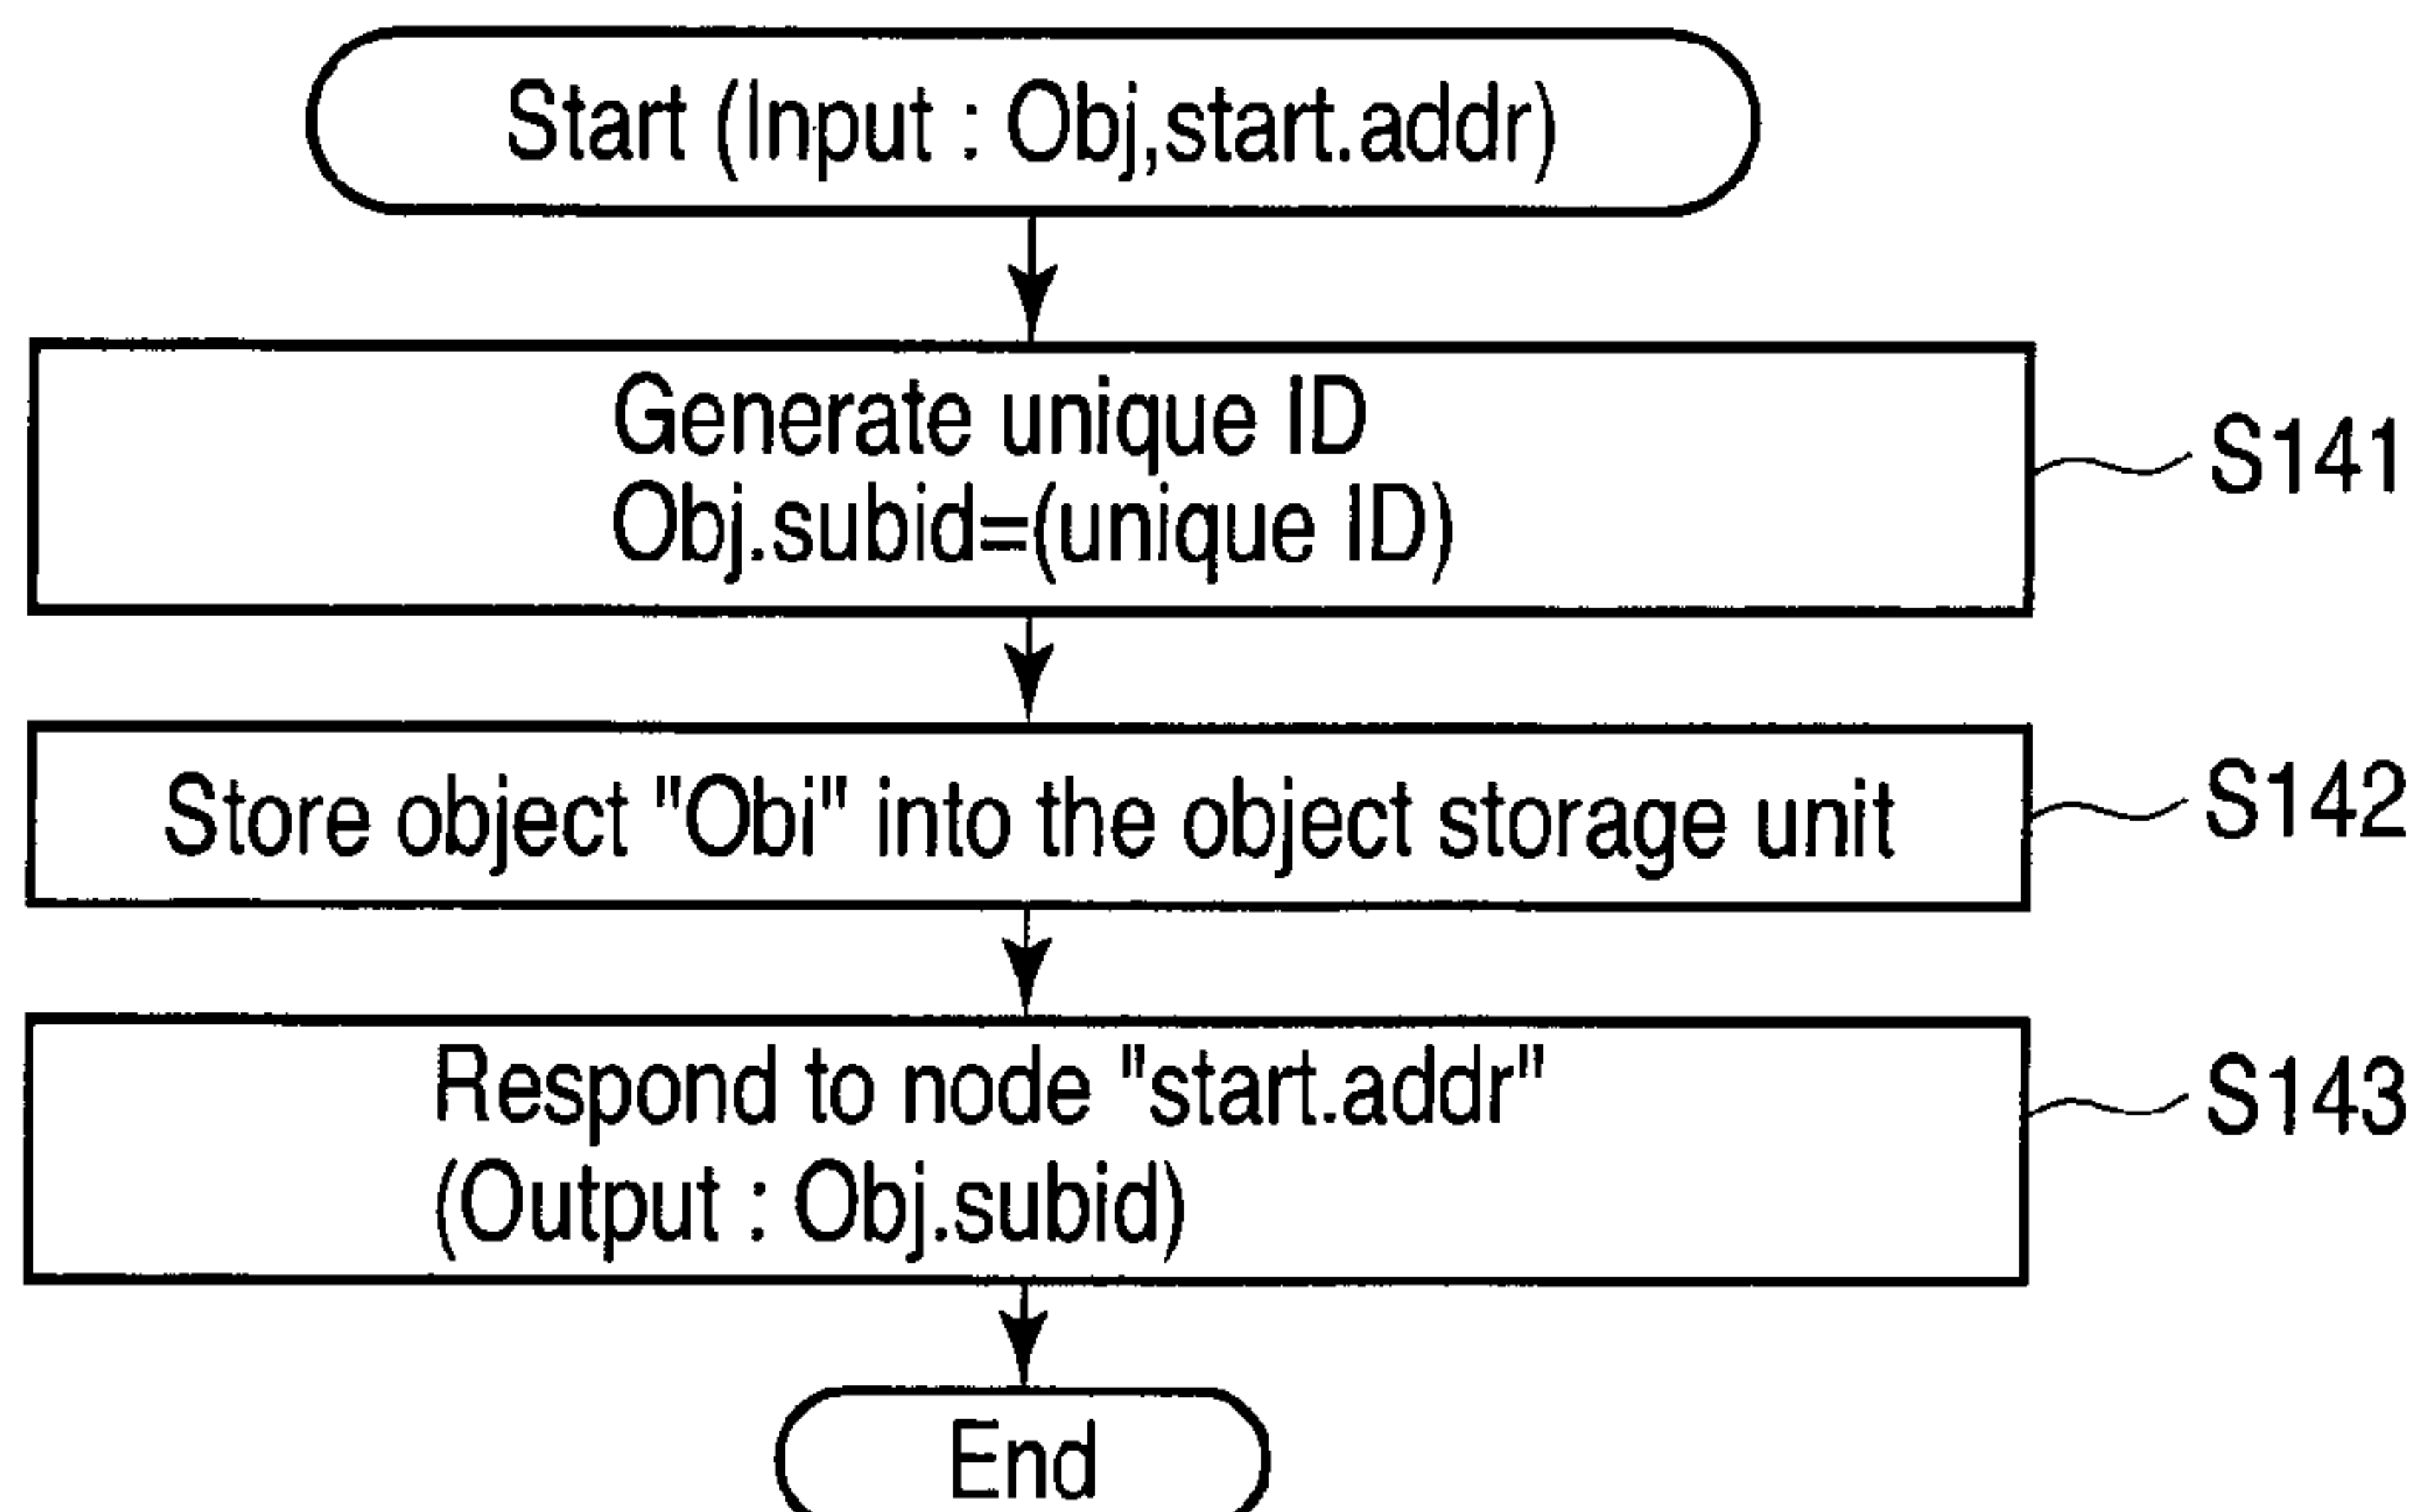 Start (Input : Obj,start.addr)
Generate unique ID
Obj.subid=(unique ID)
S141
Store object "Obi" into the object storage unit
S142
Respond to node "start.addr"
(Output : Obj.subid)
S143
End